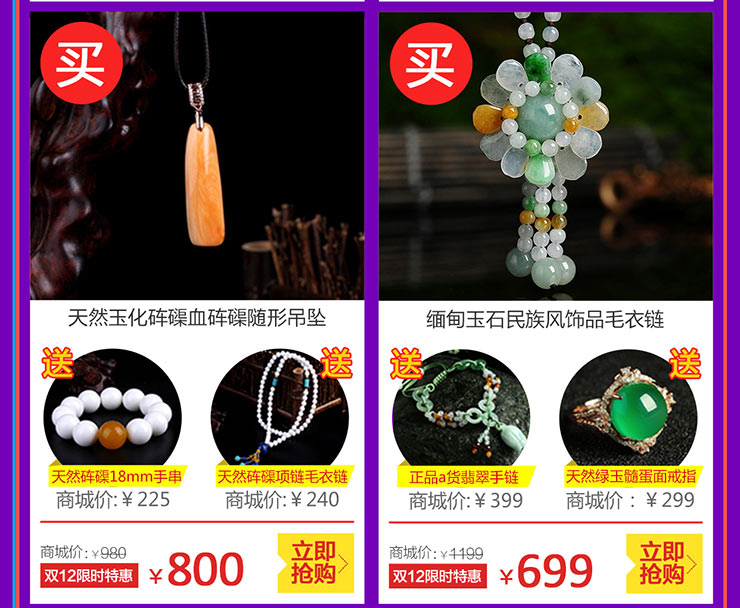 买
天然玉化砗磲血砗磲随形吊坠
送
送
天然砗磲18mm手串
天然砗磲项链毛衣链
商城价:￥225
商城价:￥240
商城价:￥980
双12限时特惠
￥800
立即
抢购
买
缅甸玉石民族风饰品毛衣链
送
送
正品a货翡翠手链
天然绿玉髓蛋面戒指
商城价:￥399
商城价：￥299
商城价:￥1199
双12限时特惠
￥699
立即
抢购